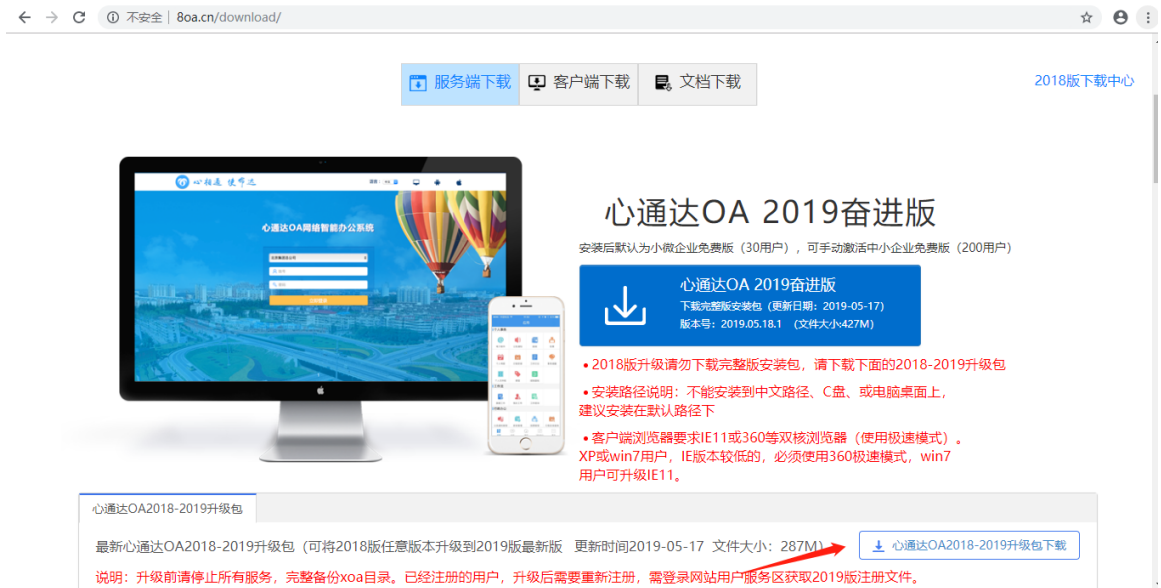 不安全 | 8oa.cn/download/
服务端下载 客户端下载 文档下载
2018版下载中心
心相通 使命达
心通达OA网络智能办公系统
心通达OA 2019奋进版
安装后默认为小微企业免费版（30用户），可手动激活中小企业免费版（200用户）
心通达OA 2019奋进版
下载完整版安装包（更新日期：2019-05-17）
版本号：2019.05.18.1 （文件大小:427M）
• 2018版升级请勿下载完整版安装包，请下载下面的2018-2019升级包
• 安装路径说明：不能安装到中文路径、C盘、或电脑桌面上，
建议安装在默认路径下
• 客户端浏览器要求IE11或360等双核浏览器（使用极速模式）。
XP或win7用户，IE版本较低的，必须使用360极速模式，win7
用户可升级IE11。
心通达OA2018-2019升级包
最新心通达OA2018-2019升级包（可将2018版任意版本升级到2019版最新版 更新时间2019-05-17 文件大小：287M）
心通达OA2018-2019升级包下载
说明：升级前请停止所有服务，完整备份xoa目录。已经注册的用户，升级后需要重新注册，需登录网站用户服务区获取2019版注册文件。